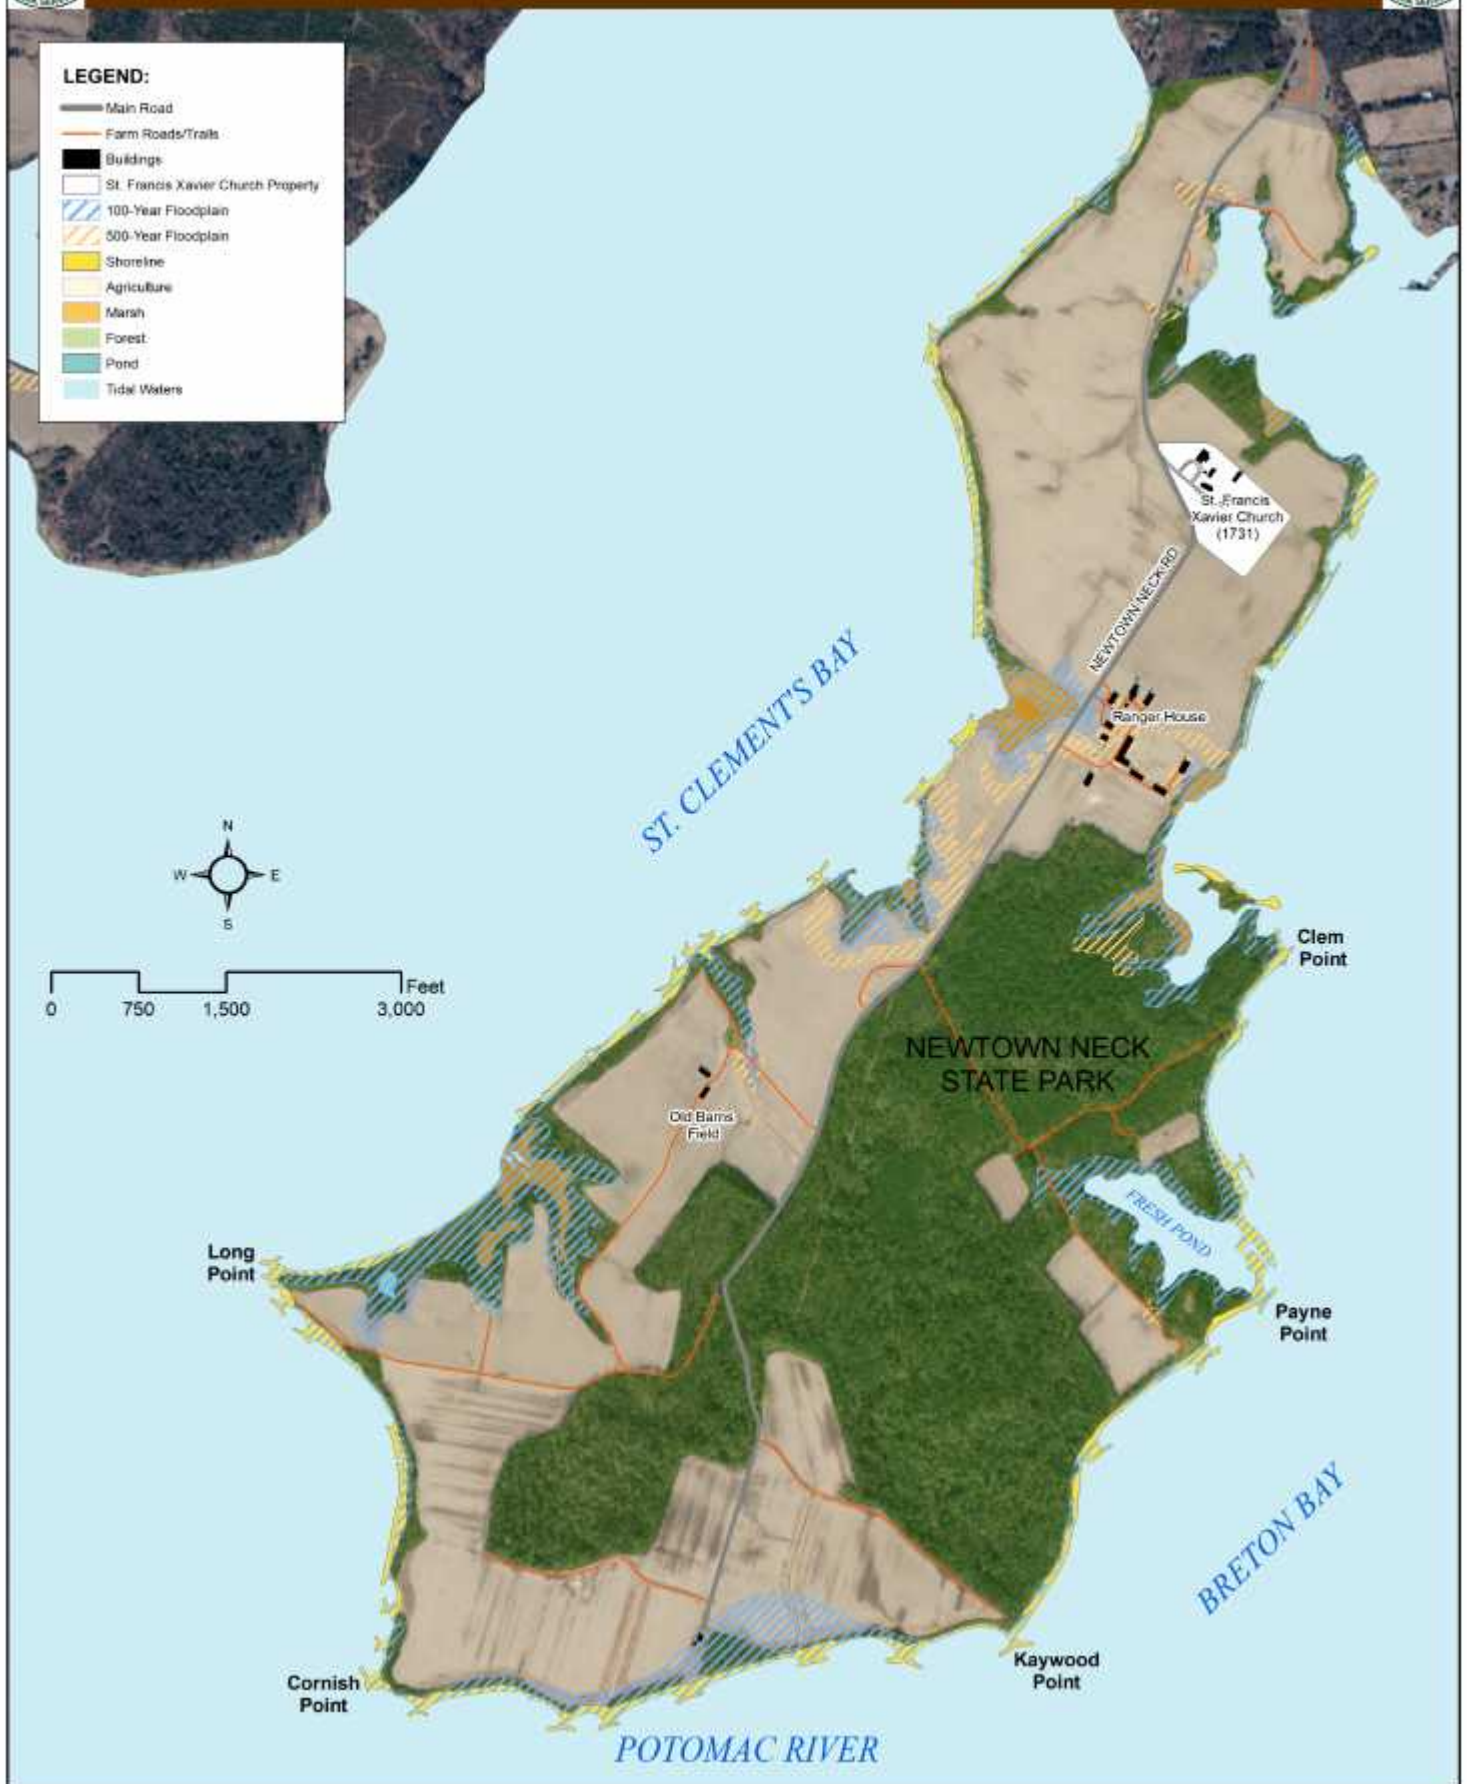 LEGEND:
Main Road
Farm Roads/Trails
Buildings
St. Francis Xavier Church Property
100-Year Floodplain
500-Year Floodplain
Shoreline
Agriculture
Marsh
Forest
Pond
Tidal Waters
St. Francis
Xavier Church
(1731)
NEWTOWN NECK RD
Ranger House
ST. CLEMENT'S BAY
N
W
E
S
Feet
0
750
1,500
3,000
Clem
Point
NEWTOWN NECK
STATE PARK
Old Barns
Field
FRESH POND
Long
Point
Payne
Point
BRETON BAY
Kaywood
Point
Cornish
Point
POTOMAC RIVER